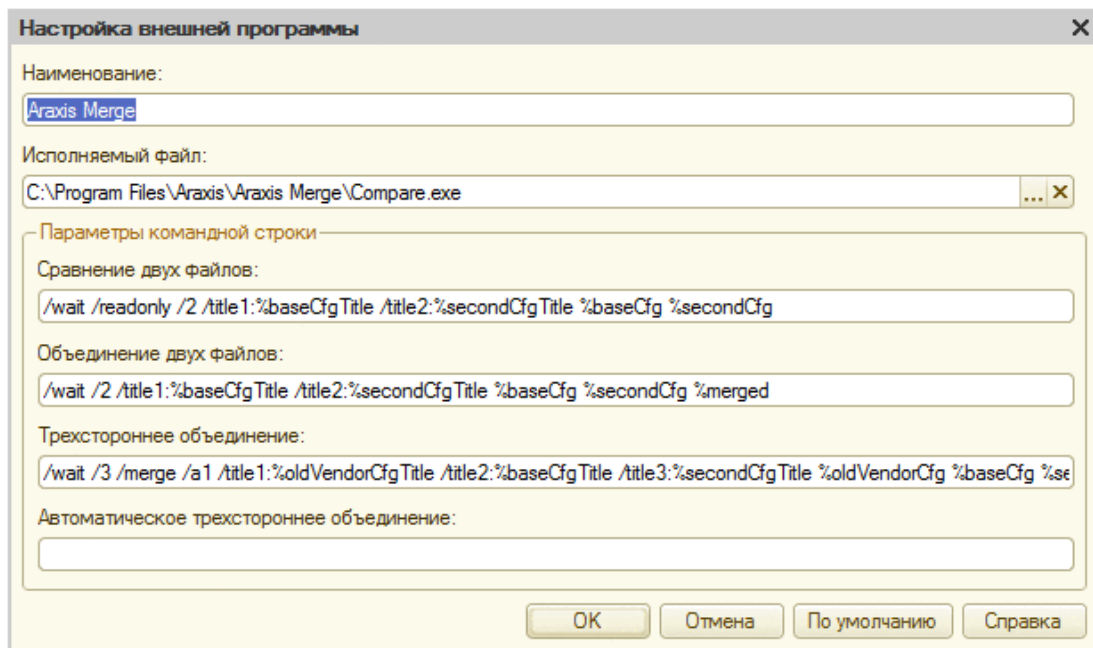 Настройка внешней программы
Наименование:
Araxis Merge
Исполняемый файл:
C:\Program Files\Araxis\Araxis Merge\Compare.exe
...
Параметры командной строки
Сравнение двух файлов:
/wait /readonly /2 /title1:%baseCfgTitle /title2:%secondCfgTitle %baseCfg %secondCfg
Объединение двух файлов:
/wait /2 /title1:%baseCfgTitle /title2:%secondCfgTitle %baseCfg %secondCfg %merged
Трехстороннее объединение:
/wait /3 /merge /a1 /title1:%oldVendorCfgTitle /title2:%baseCfgTitle /title3:%secondCfgTitle %oldVendorCfg %baseCfg %se
Автоматическое трехстороннее объединение:
OK Отмена По умолчанию Справка